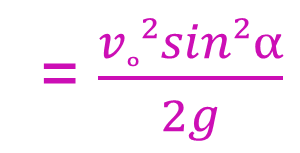 = v₀²sin²α / 2g